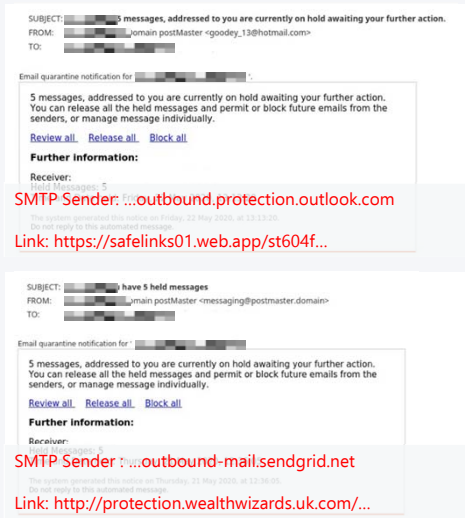 SUBJECT: 5 messages, addressed to you are currently on hold awaiting your further action.
FROM: Domain postMaster <goodey_13@hotmail.com>
TO:
Email quarantine notification for '.
5 messages, addressed to you are currently on hold awaiting your further action.
You can release all the held messages and permit or block future emails from the
senders, or manage message individually.
Review all Release all Block all
Further information:
Receiver:
Held Messages: 5
SMTP Sender: ...outbound.protection.outlook.com
The system generated this notice on Friday, 22 May 2020, at 13:13:20.
Do not reply to this automated message.
Link: https://safelinks01.web.app/st604f...
SUBJECT: have 5 held messages
FROM: omain postMaster <messaging@postmaster.domain>
TO:
Email quarantine notification for '
5 messages, addressed to you are currently on hold awaiting your further action.
You can release all the held messages and permit or block future emails from the
senders, or manage message individually.
Review all Release all Block all
Further information:
Receiver:
Held Messages: 5
SMTP Sender : ...outbound-mail.sendgrid.net
The system generated this notice on Thursday, 21 May 2020, at 12:36:05.
Do not reply to this automated message.
Link: http://protection.wealthwizards.uk.com/...